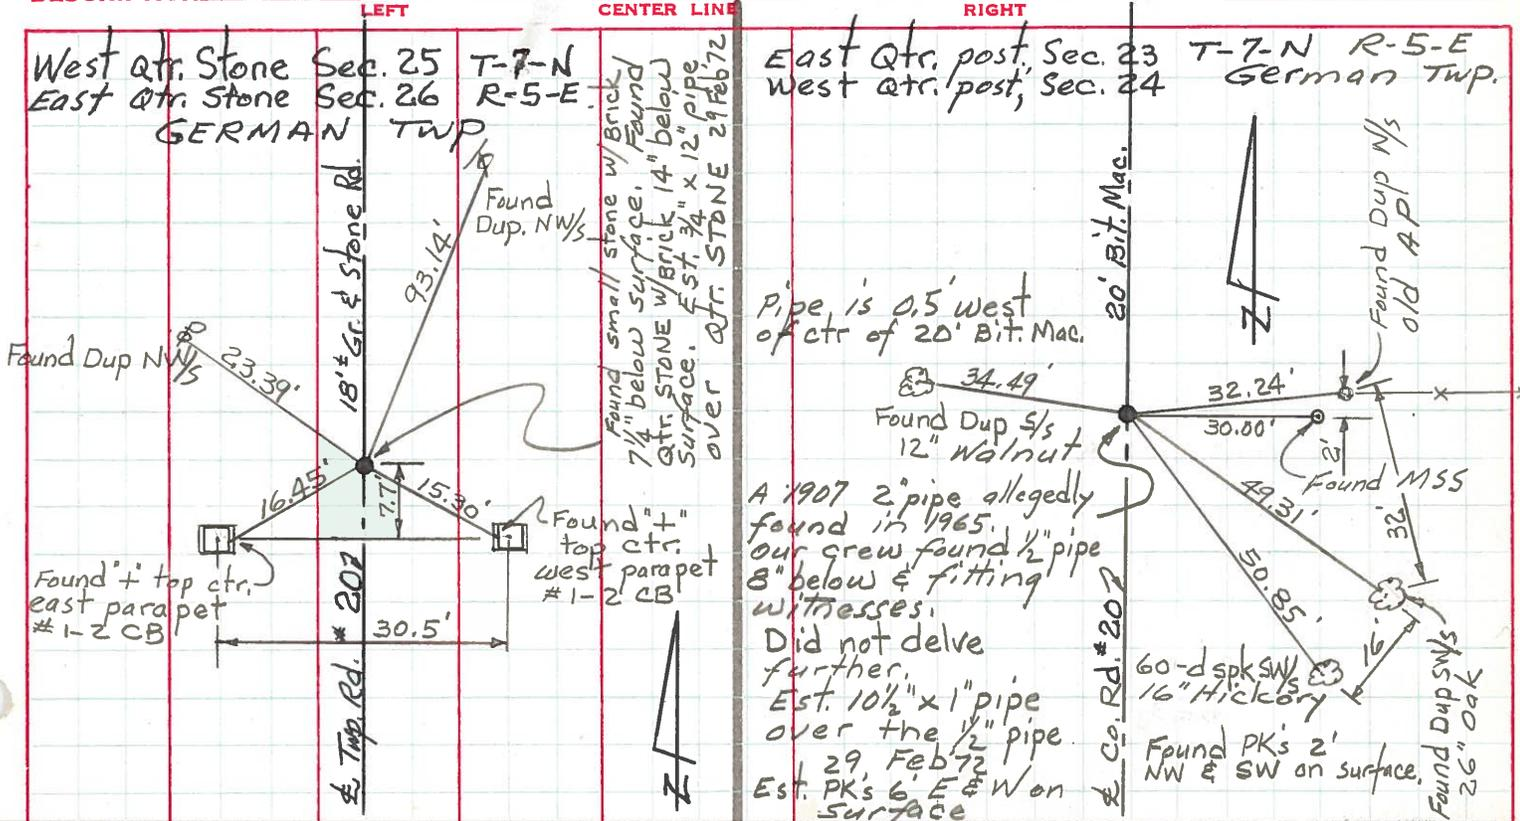 LEFT
CENTER LINE
RIGHT
West Qtr. Stone Sec. 25 T-7-N
East Qtr. Stone Sec. 26 R-5-E.
GERMAN TWP.
Found
Dup. NW/s
93.14'
18'± Gr. & Stone Rd.
Found Dup NW/s
23.39'
16.45'
7.7'
15.30'
Found "+" top ctr.
east parapet
# 1-2 CB
Found "+"
top ctr.
west parapet
# 1-2 CB
30.5'
℄ Twp. Rd. # 207
N
Found small stone w/ Brick
7 1/4" below surface. Found
Qtr. STONE w/Brick 14" below
Surface. Est. 3/4" x 12" pipe
over Qtr. STONE 29 Feb '72
East Qtr. post, Sec. 23 T-7-N R-5-E
West Qtr. post, Sec. 24 German Twp.
20' Bit. Mac.
N
Found Dup N/s
Old Apl
Pipe is 0.5' west
of ctr of 20' Bit. Mac.
34.49'
Found Dup S/s
12" Walnut
32.24'
30.00'
2'
Found MSS
49.31'
32'
50.85'
16'
A 1907 2" pipe allegedly
found in 1965.
our crew found 1/2" pipe
8" below & fitting
witnesses.
Did not delve
further.
Est. 10 1/2" x 1" pipe
over the 1/2" pipe
29, Feb '72
Est. PK's 6' E & W on
surface
℄ Co. Rd. # 207
60-d spk SW/s
16" Hickory
Found PK's 2'
NW & SW on surface.
Found Dup SW/s
26" Oak